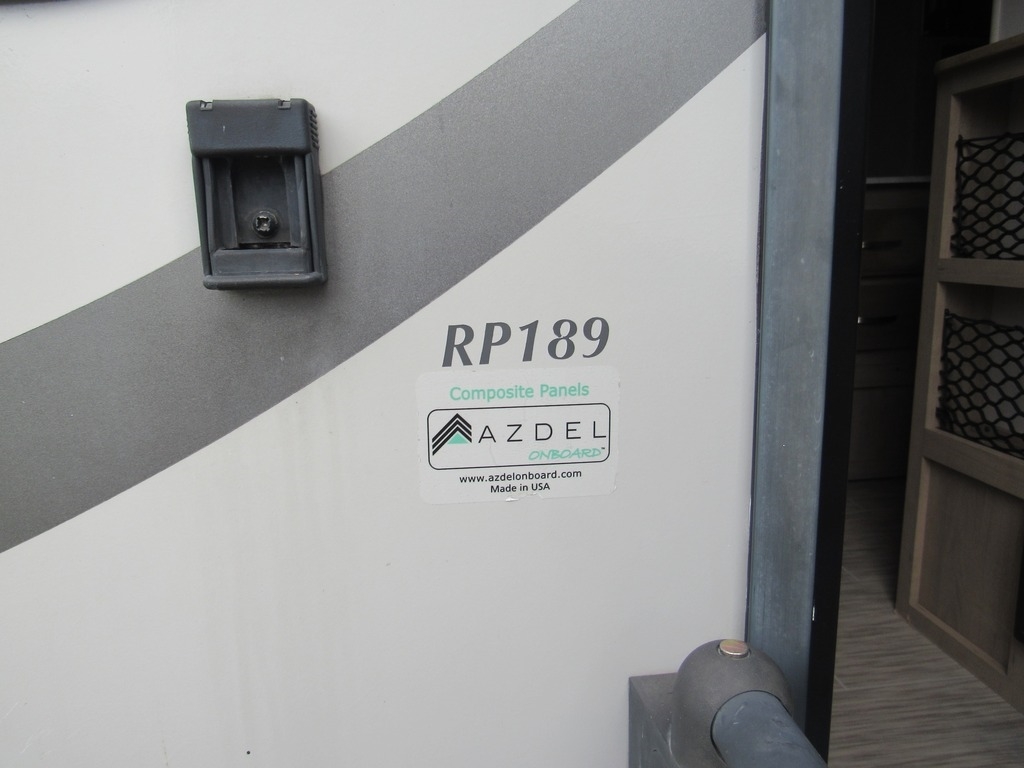 RP189
Composite Panels
AZDEL
ONBOARD™
www.azdelonboard.com
Made in USA